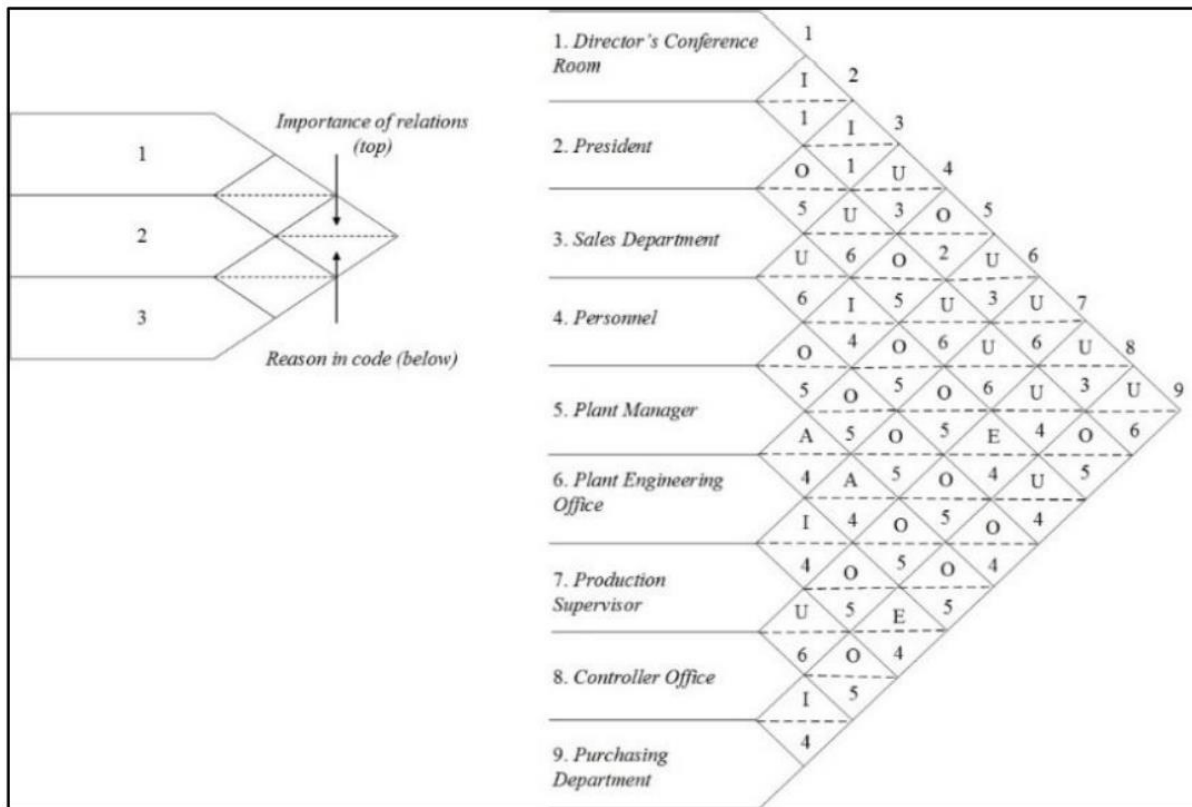 1
Importance of relations
(top)
2
3
Reason in code (below)
1
1. Director's Conference
Room
I 2
1 I 3
2. President
O 1 U 4
5 U 3 O 5
3. Sales Department
U 6 O 2 U 6
6 I 5 U 3 U 7
4. Personnel
O 4 O 6 U 6 U 8
5 O 5 O 6 U 3 U 9
5. Plant Manager
A 5 O 5 E 4 O 6
4 A 5 O 4 U 5
6. Plant Engineering
Office
I 4 O 5 O 4
4 O 5 O 4
7. Production
Supervisor
U 5 E 5
6 O 4
8. Controller Office
I 5
4
9. Purchasing
Department